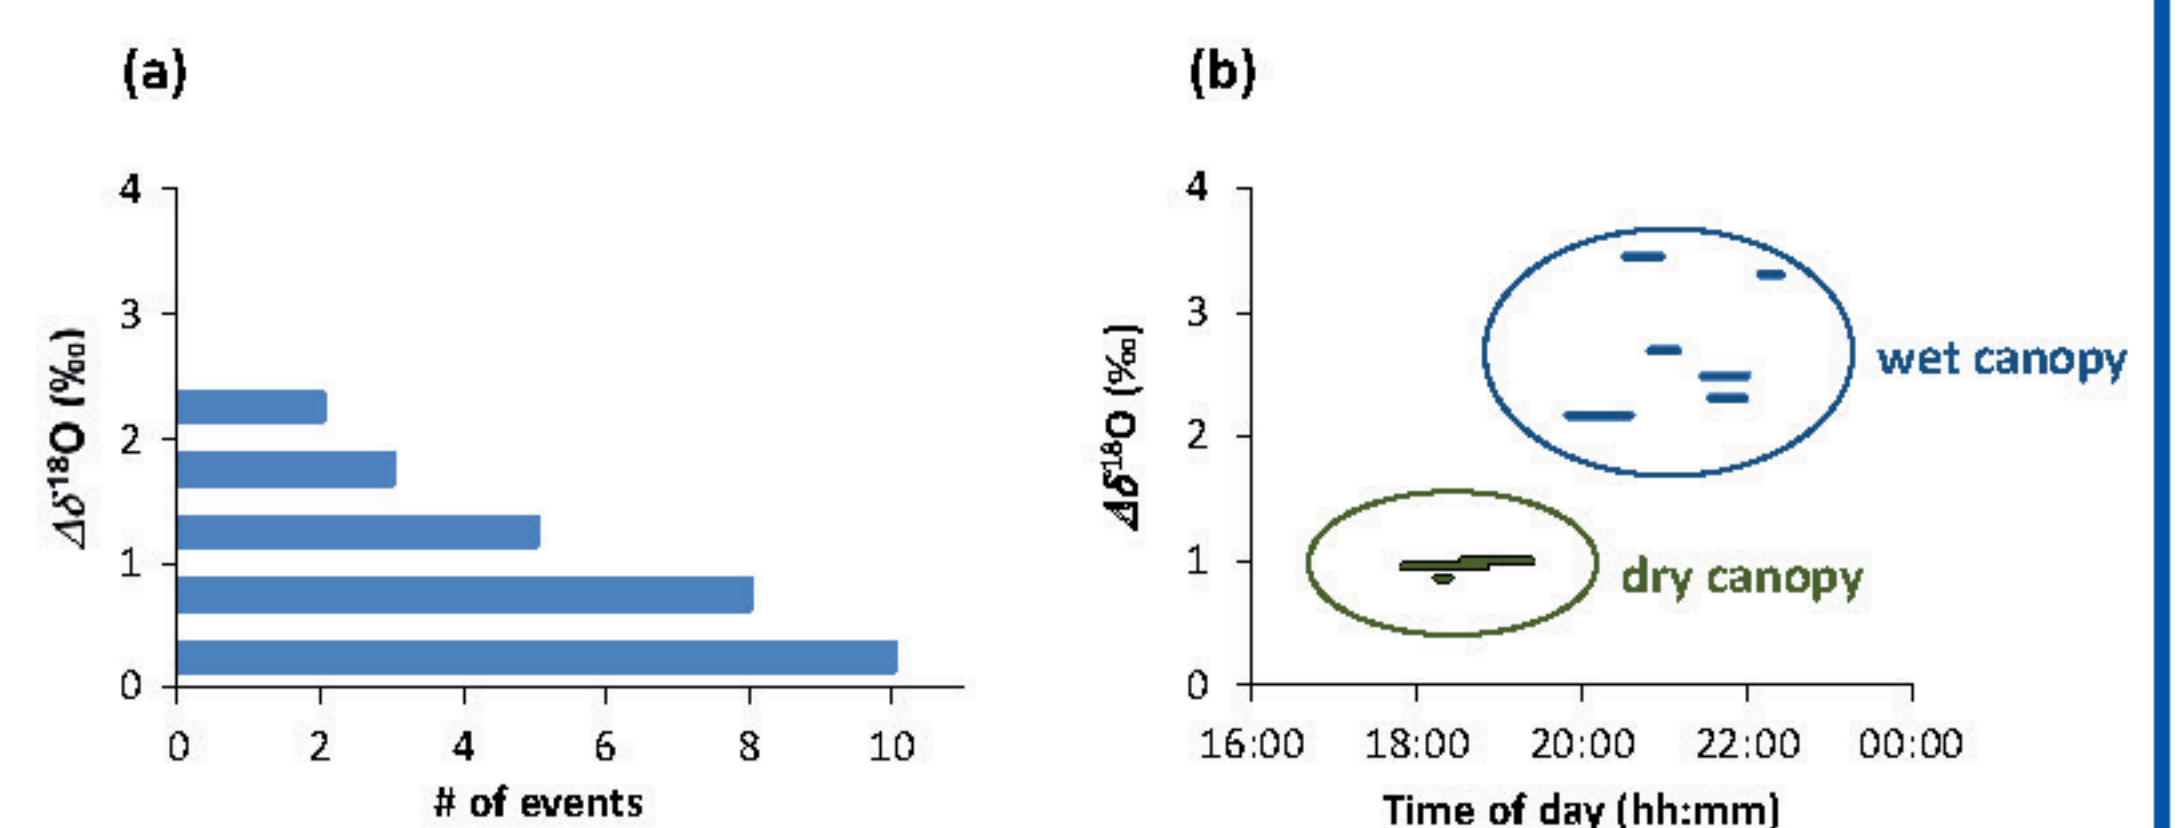 (a)
4
3
2
1
0
Δδ¹⁸O (‰)
0 2 4 6 8 10
# of events
(b)
4
3
2
1
0
Δδ¹⁸O (‰)
wet canopy
dry canopy
16:00 18:00 20:00 22:00 00:00
Time of day (hh:mm)